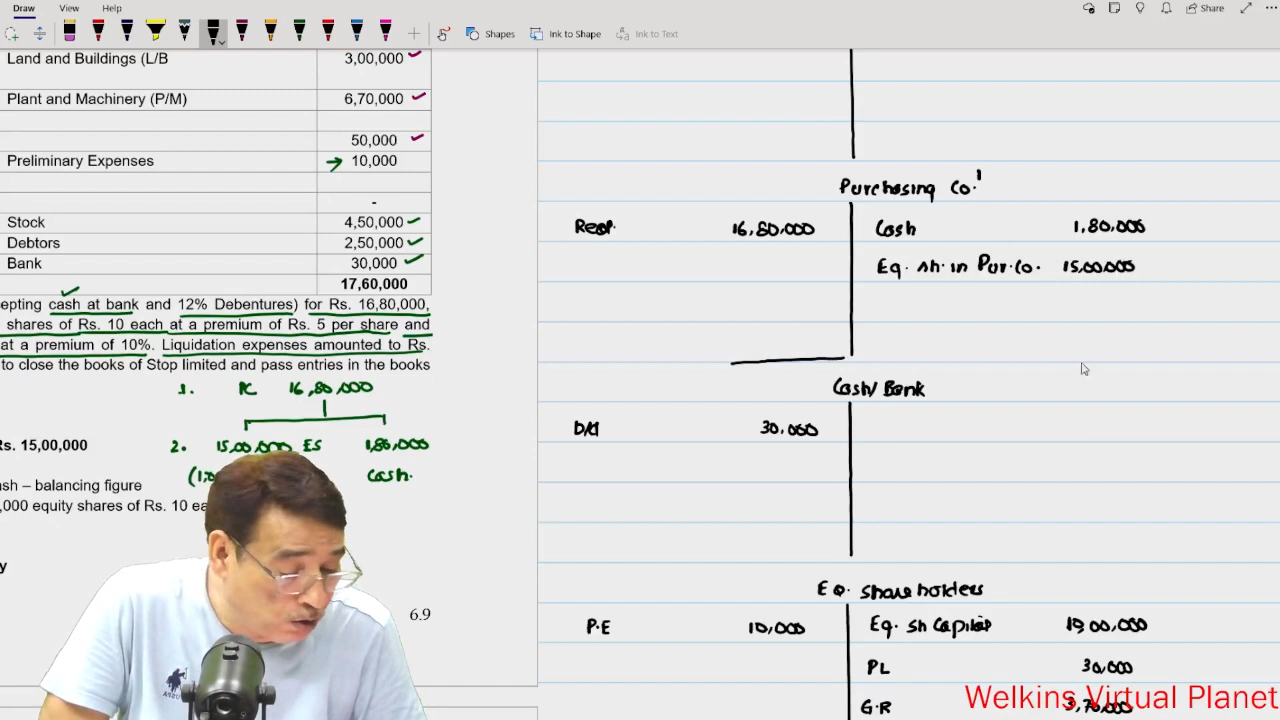 Draw View Help Share
Shapes Ink to Shape Ink to Text
Land and Buildings (L/B 3,00,000
Plant and Machinery (P/M) 6,70,000
50,000
Preliminary Expenses 10,000
-
Stock 4,50,000
Debtors 2,50,000
Bank 30,000
17,60,000
cepting cash at bank and 12% Debentures) for Rs. 16,80,000,
shares of Rs. 10 each at a premium of Rs. 5 per share and
at a premium of 10%. Liquidation expenses amounted to Rs.
to close the books of Stop limited and pass entries in the books
1. PC 16,80,000
Rs. 15,00,000 2. 15,00,000 ES 1,80,000
ash – balancing figure Cash.
,000 equity shares of Rs. 10 ea
y
6.9
Purchasing Co.'
16,80,000 Cash 1,80,000
Eq. sh. in Pur. Co. 15,00,000
Cash/ Bank
30,000
Eq. shareholders
P.E 10,000 Eq. sh Capital
PL 30,000
G.R 3,70,000
Welkins Virtual Planet